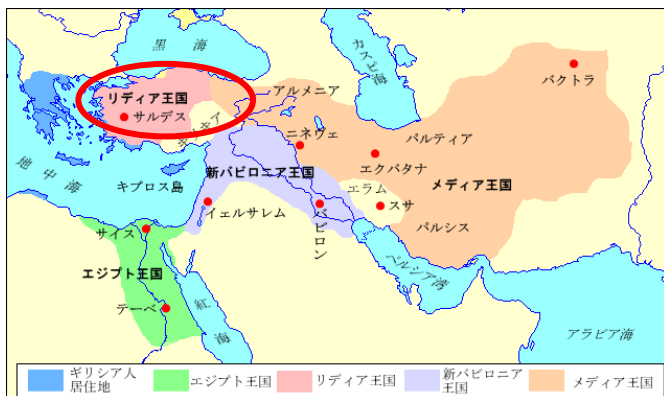 黒海
カスピ海
バクトラ
リディア王国
アルメニア
サルデス
ニネヴェ
パルティア
エクバタナ
地中海
新バビロニア王国
キプロス島
エラム
メディア王国
スサ
イェルサレム
バビロン
サイス
パルシス
ペルシア湾
エジプト王国
テーベ
紅海
アラビア海
ギリシア人
居住地
エジプト王国
リディア王国
新バビロニア
王国
メディア王国